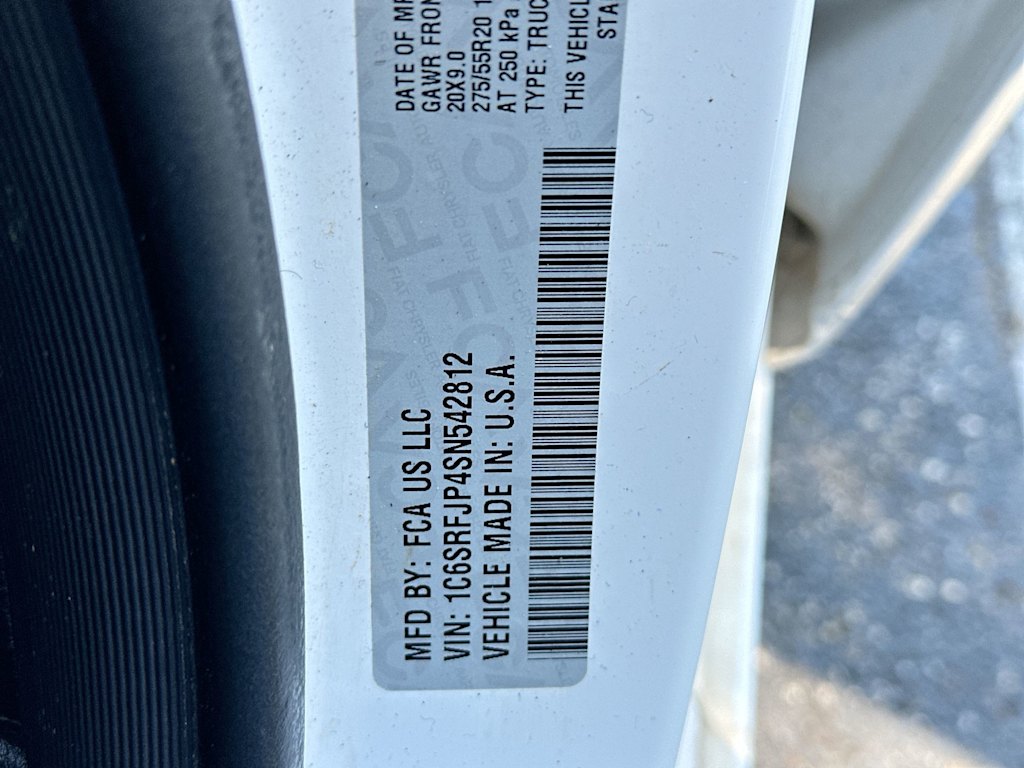 MFD BY: FCA US LLC
VIN: 1C6SRFJP4SN542812
VEHICLE MADE IN: U.S.A.
DATE OF
GAWR FRON
20X9.0
275/55R20
AT 250 kPa
TYPE: TRUC
THIS VEHICL
STA